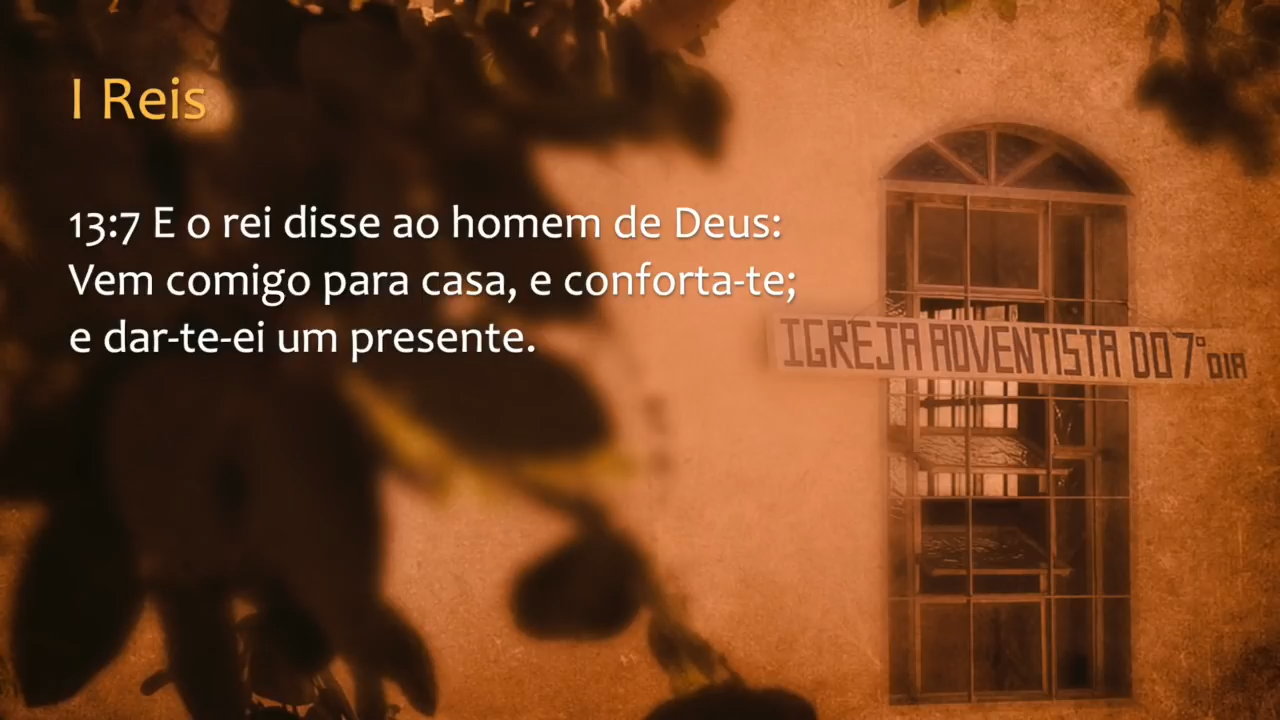 I Reis
13:7 E o rei disse ao homem de Deus:
Vem comigo para casa, e conforta-te;
e dar-te-ei um presente.
IGREJA ADVENTISTA DO 7° DIA